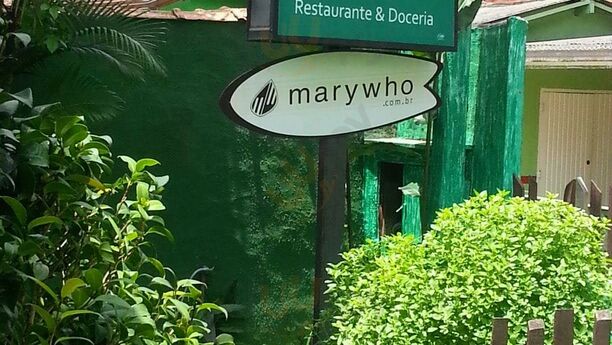 Restaurante & Doceria
marywho
.com.br